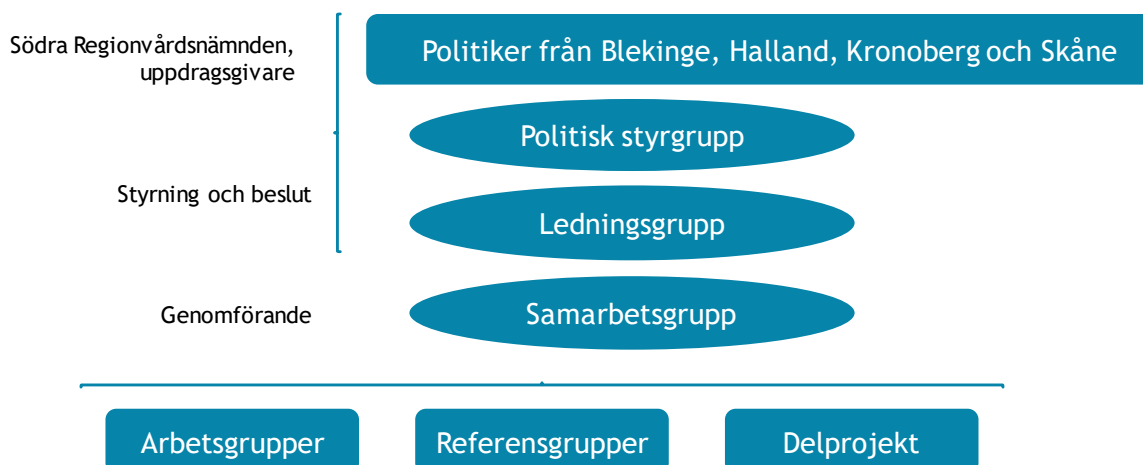 Södra Regionvårdsnämnden,
uppdragsgivare
Politiker från Blekinge, Halland, Kronoberg och Skåne
Politisk styrgrupp
Styrning och beslut
Ledningsgrupp
Genomförande
Samarbetsgrupp
Arbetsgrupper
Referensgrupper
Delprojekt